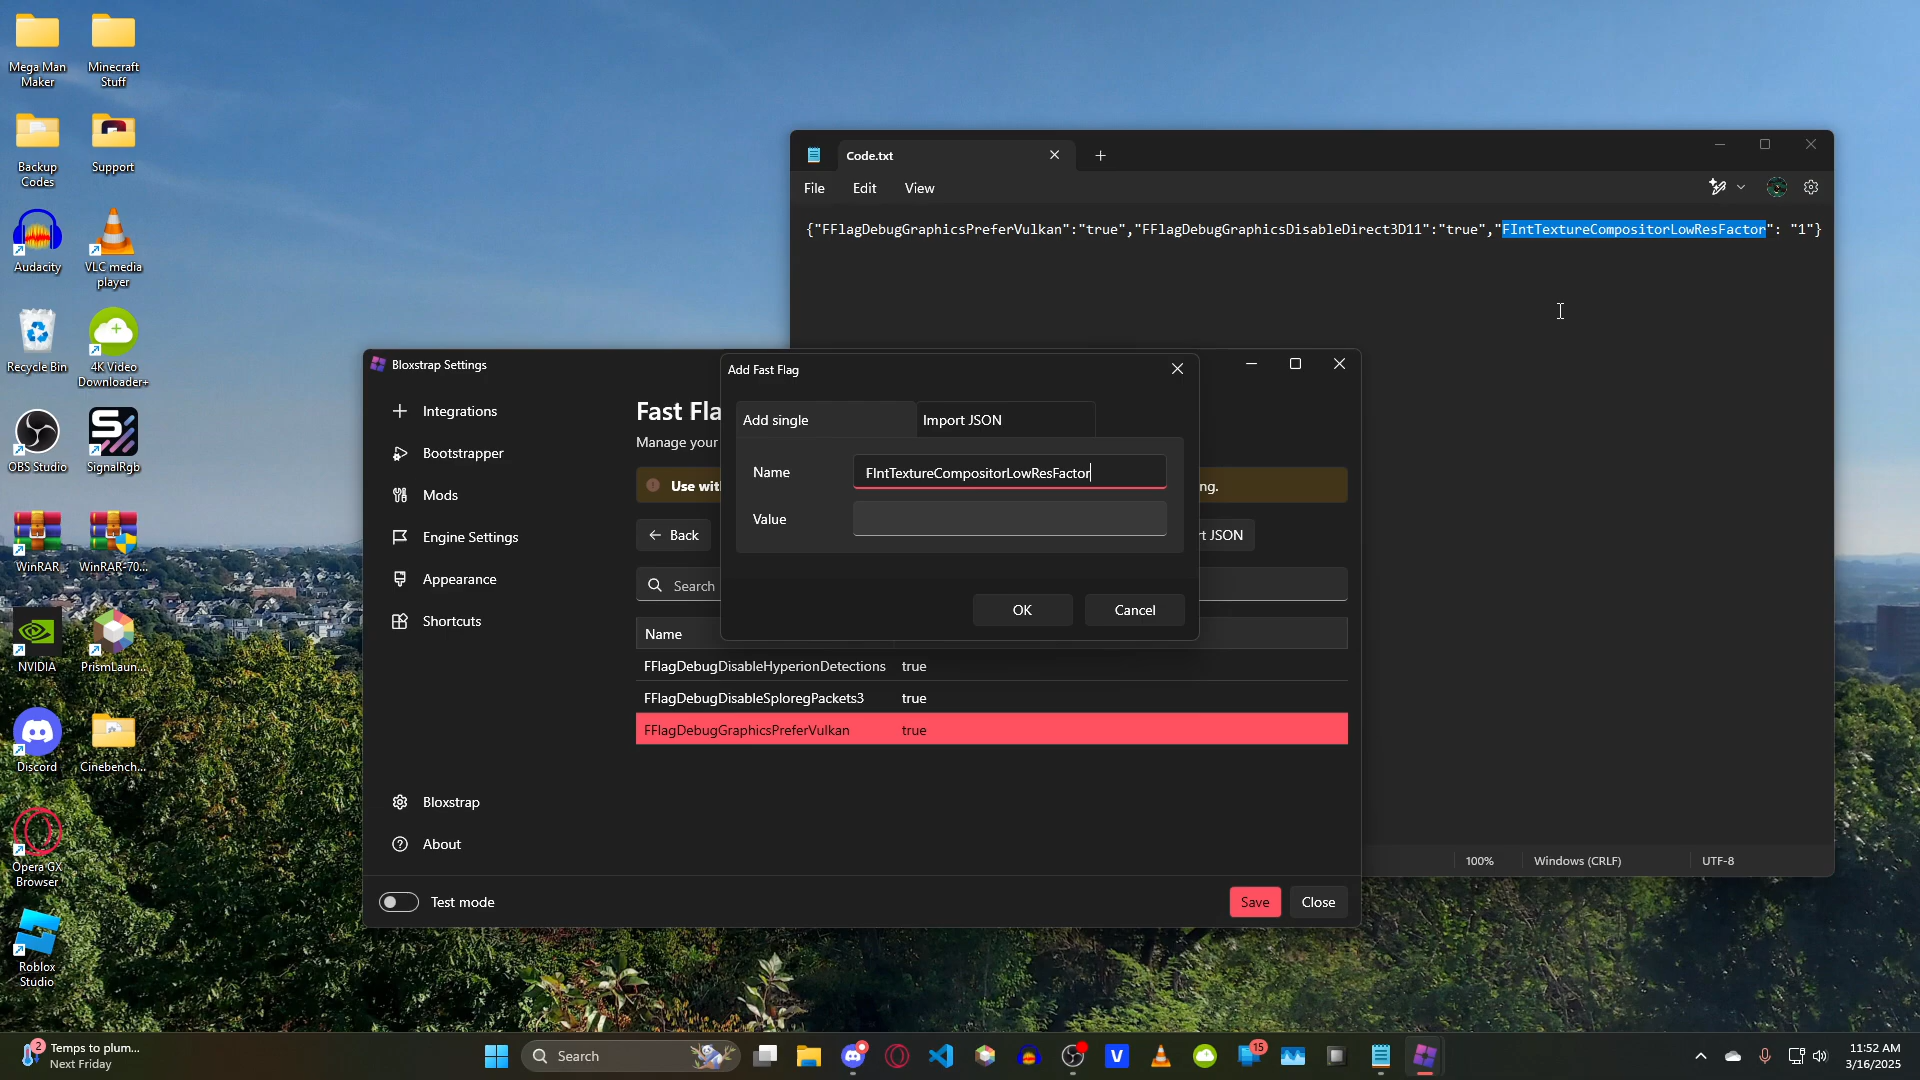 Mega Man
Maker
Minecraft
Stuff
Backup
Codes
Support
Audacity
VLC media
player
Recycle Bin
4K Video
Downloader+
OBS Studio
SignalRgb
WinRAR
WinRAR-70...
NVIDIA
PrismLaun...
Discord
Cinebench...
Opera GX
Browser
Roblox
Studio
Code.txt
File
Edit
View
{"FFlagDebugGraphicsPreferVulkan":"true","FFlagDebugGraphicsDisableDirect3D11":"true","FIntTextureCompositorLowResFactor": "1"}
100%
Windows (CRLF)
UTF-8
Bloxstrap Settings
Integrations
Bootstrapper
Mods
Engine Settings
Appearance
Shortcuts
Bloxstrap
About
Test mode
Fast Fla
Manage your
Use wit
ng.
Back
rt JSON
Search
Name
FFlagDebugDisableHyperionDetections true
FFlagDebugDisableSploregPackets3 true
FFlagDebugGraphicsPreferVulkan true
Save
Close
Add Fast Flag
Add single
Import JSON
Name
FIntTextureCompositorLowResFactor
Value
OK
Cancel
2
Temps to plum...
Next Friday
Search
V
15
11:52 AM
3/16/2025